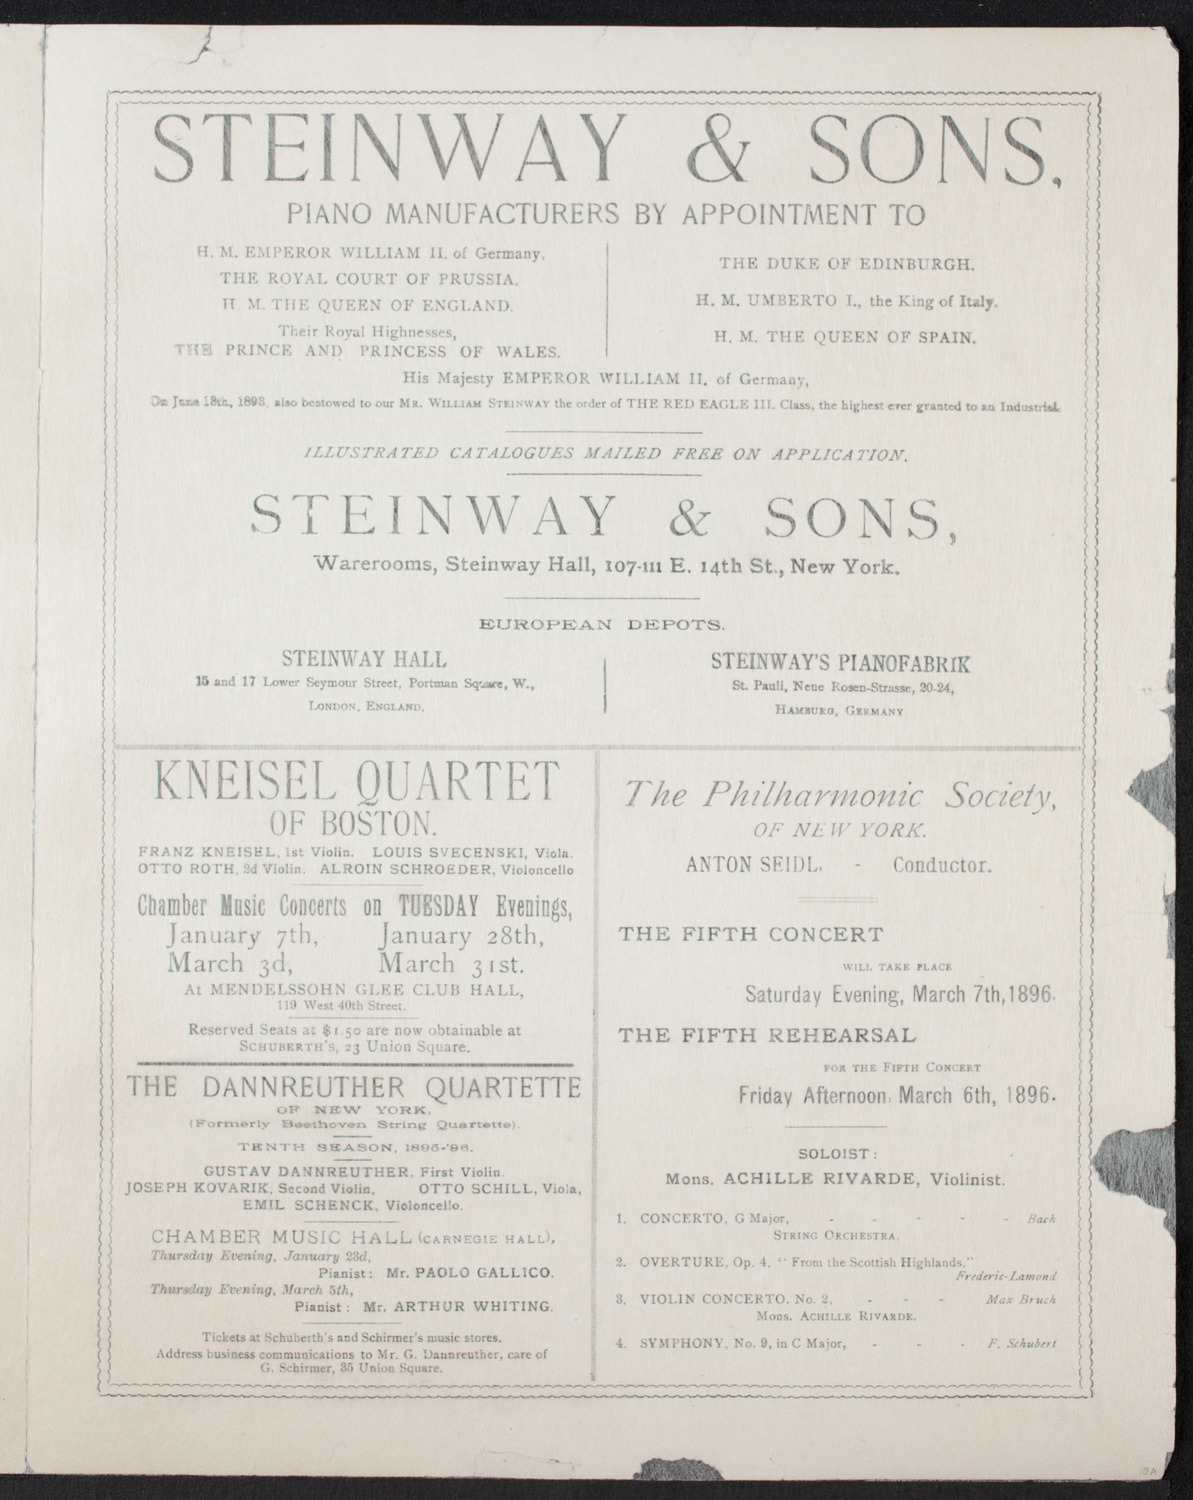 STEINWAY & SONS,
PIANO MANUFACTURERS BY APPOINTMENT TO
H. M. EMPEROR WILLIAM II. of Germany,
THE ROYAL COURT OF PRUSSIA.
H. M. THE QUEEN OF ENGLAND.
Their Royal Highnesses,
THE PRINCE AND PRINCESS OF WALES.
THE DUKE OF EDINBURGH.
H. M. UMBERTO I., the King of Italy.
H. M. THE QUEEN OF SPAIN.
His Majesty EMPEROR WILLIAM II. of Germany,
On June 18th, 1893, also bestowed to our MR. WILLIAM STEINWAY the order of THE RED EAGLE III. Class, the highest ever granted to an Industrial.
ILLUSTRATED CATALOGUES MAILED FREE ON APPLICATION.
STEINWAY & SONS,
Warerooms, Steinway Hall, 107-111 E. 14th St., New York.
EUROPEAN DEPOTS.
STEINWAY HALL
15 and 17 Lower Seymour Street, Portman Square, W.,
LONDON, ENGLAND.
STEINWAY'S PIANOFABRIK
St. Pauli, Neue Rosen-Strasse, 20-24,
HAMBURG, GERMANY
KNEISEL QUARTET
OF BOSTON.
FRANZ KNEISEL, 1st Violin. LOUIS SVECENSKI, Viola.
OTTO ROTH, 2d Violin. ALROIN SCHROEDER, Violoncello
Chamber Music Concerts on TUESDAY Evenings,
January 7th, January 28th,
March 3d, March 31st.
At MENDELSSOHN GLEE CLUB HALL,
119 West 40th Street.
Reserved Seats at $1.50 are now obtainable at
SCHUBERTH'S, 23 Union Square.
THE DANNREUTHER QUARTETTE
OF NEW YORK,
(Formerly Beethoven String Quartette).
TENTH SEASON, 1895-'96.
GUSTAV DANNREUTHER, First Violin.
JOSEPH KOVARIK, Second Violin, OTTO SCHILL, Viola,
EMIL SCHENCK, Violoncello.
CHAMBER MUSIC HALL (CARNEGIE HALL),
Thursday Evening, January 23d,
Pianist: Mr. PAOLO GALLICO.
Thursday Evening, March 5th,
Pianist: Mr. ARTHUR WHITING.
Tickets at Schuberth's and Schirmer's music stores.
Address business communications to Mr. G. Dannreuther, care of
G. Schirmer, 35 Union Square.
The Philharmonic Society,
OF NEW YORK.
ANTON SEIDL, - Conductor.
THE FIFTH CONCERT
WILL TAKE PLACE
Saturday Evening, March 7th, 1896.
THE FIFTH REHEARSAL
FOR THE FIFTH CONCERT
Friday Afternoon, March 6th, 1896.
SOLOIST:
Mons. ACHILLE RIVARDE, Violinist.
1. CONCERTO, G Major, - - - - - Bach
STRING ORCHESTRA.
2. OVERTURE, Op. 4, "From the Scottish Highlands,"
Frederic-Lamond
3. VIOLIN CONCERTO. No. 2, - - - Max Bruch
Mons. ACHILLE RIVARDE.
4. SYMPHONY, No. 9, in C Major, - - - F. Schubert